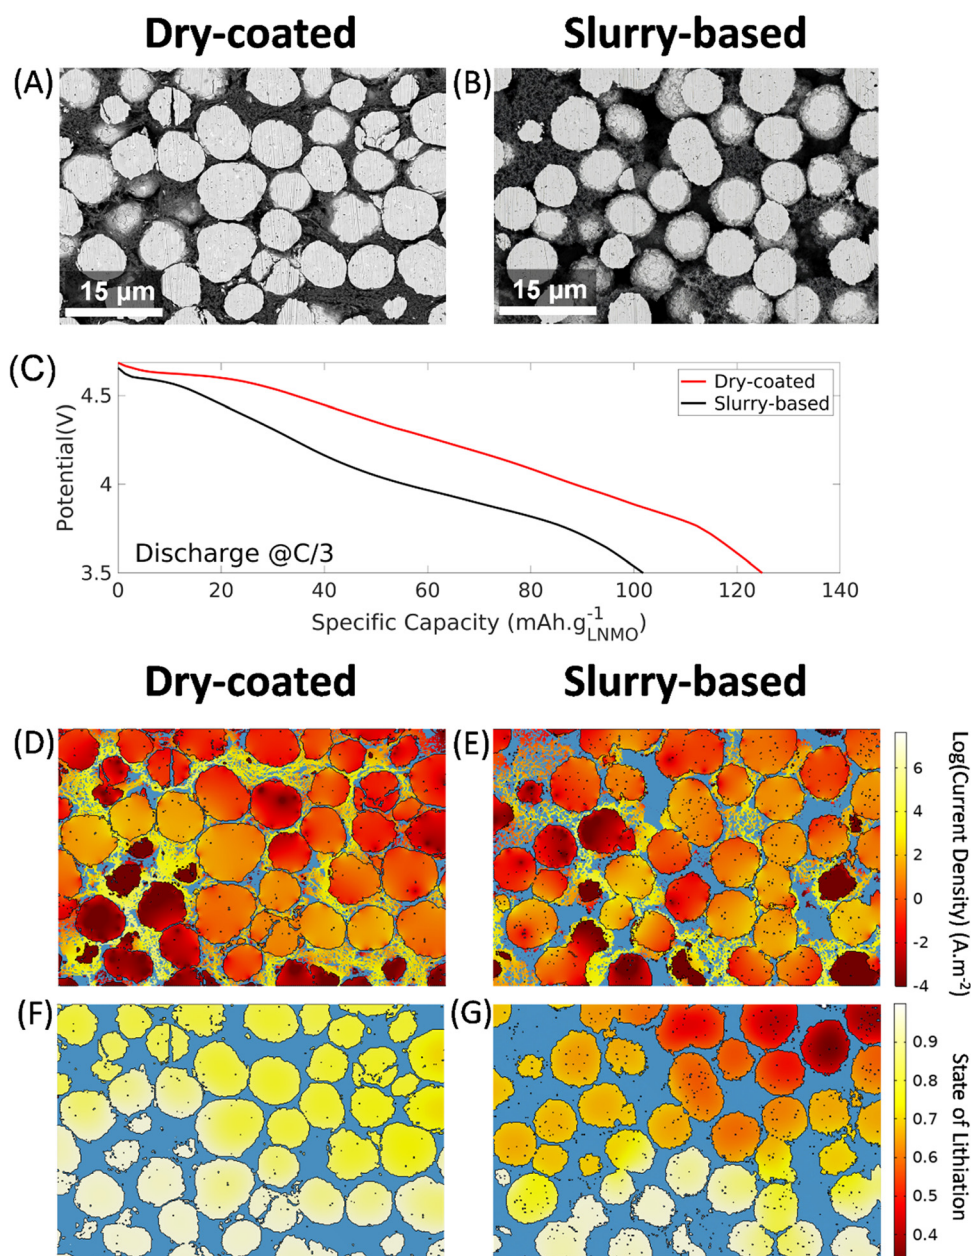 Dry-coated
Slurry-based
(A)
(B)
15 µm
15 µm
(C)
Potential(V)
4.5
4
3.5
0
20
40
60
80
100
120
140
Dry-coated
Slurry-based
Discharge @C/3
Specific Capacity (mAh.g⁻¹LNMO)
Dry-coated
Slurry-based
(D)
(E)
6
4
2
0
-2
-4
Log(Current Density) (A.m⁻²)
(F)
(G)
0.9
0.8
0.7
0.6
0.5
0.4
State of Lithiation